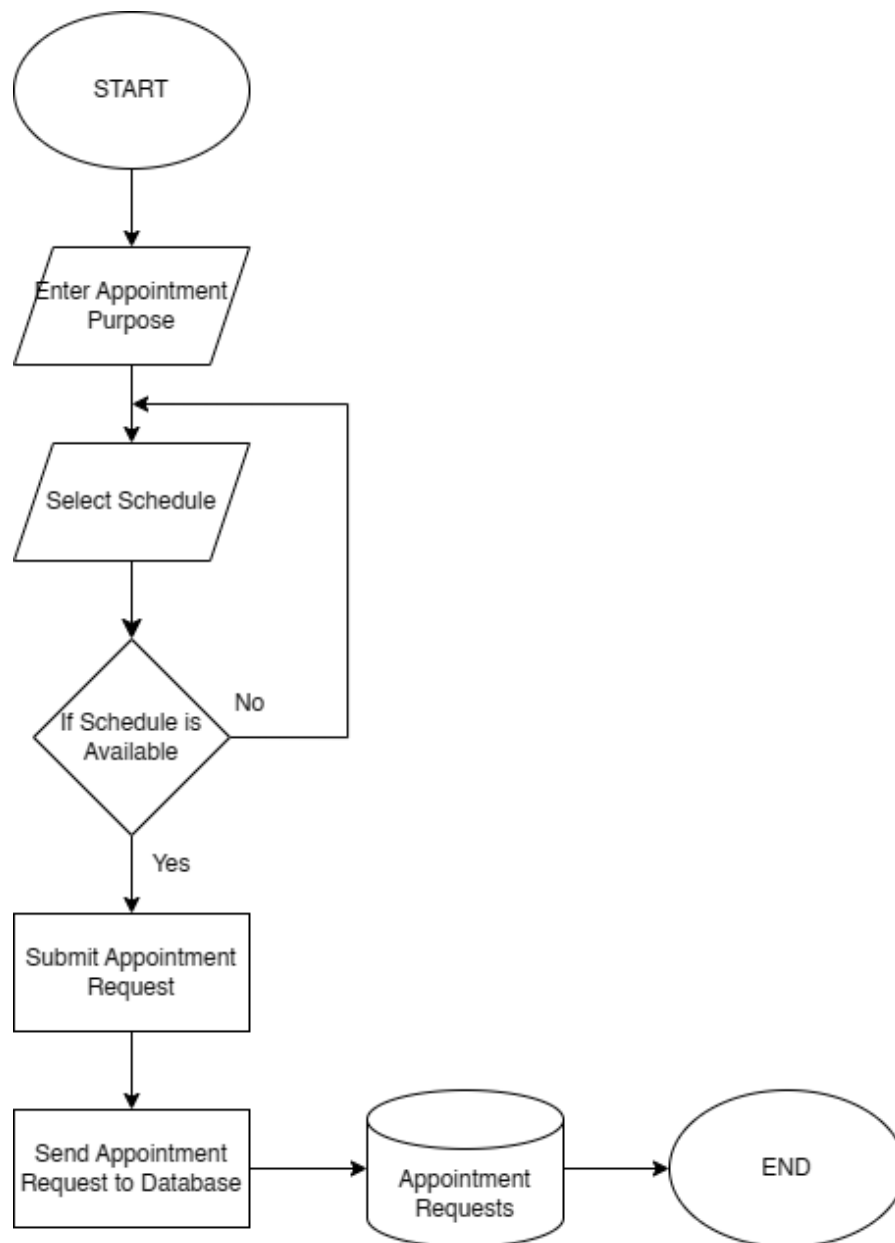 START
Enter Appointment
Purpose
Select Schedule
If Schedule is
Available
No
Yes
Submit Appointment
Request
Send Appointment
Request to Database
Appointment
Requests
END